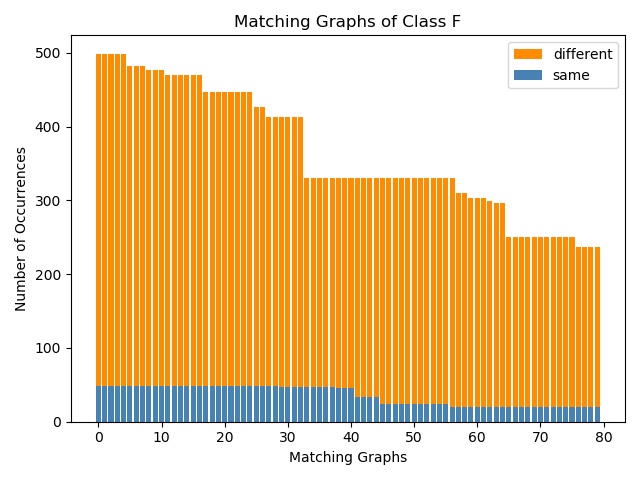 Matching Graphs of Class F
different
same
Number of Occurrences
500
400
300
200
100
0
0 10 20 30 40 50 60 70 80
Matching Graphs